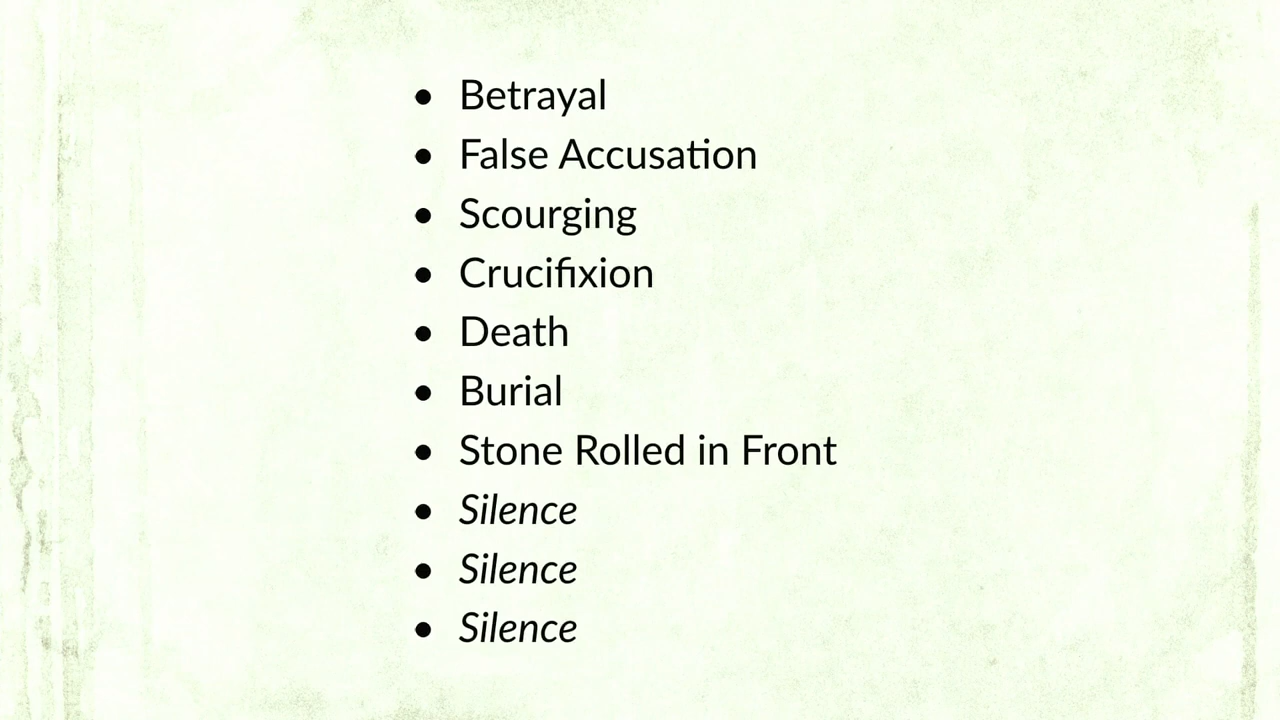 • Betrayal
• False Accusation
• Scourging
• Crucifixion
• Death
• Burial
• Stone Rolled in Front
• Silence
• Silence
• Silence